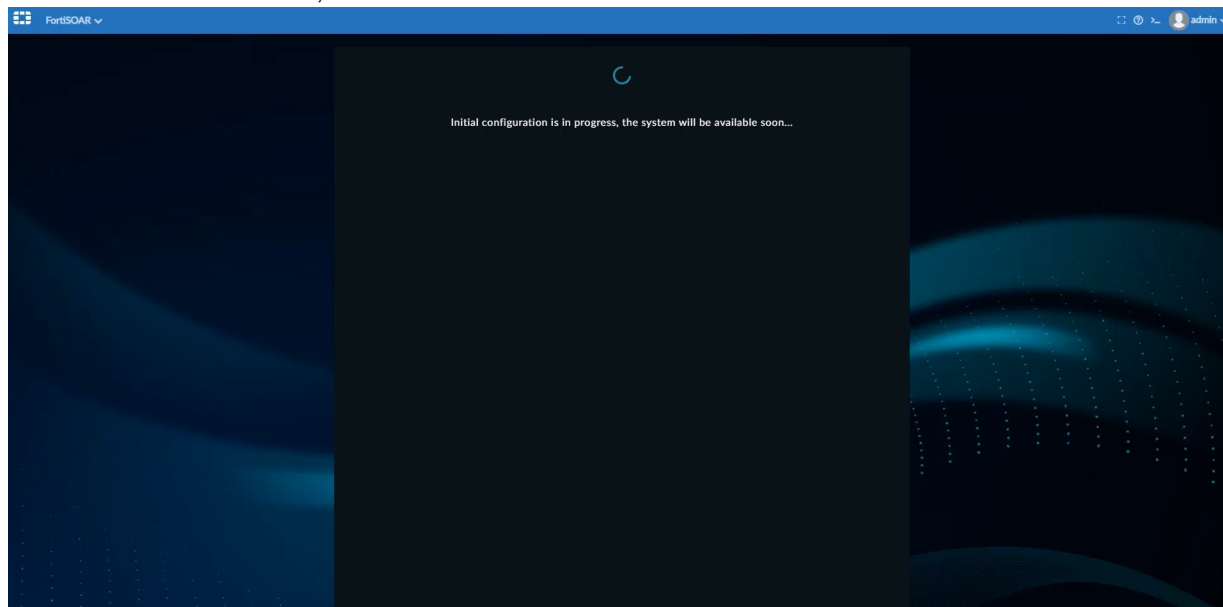 FortiSOAR
admin
Initial configuration is in progress, the system will be available soon...